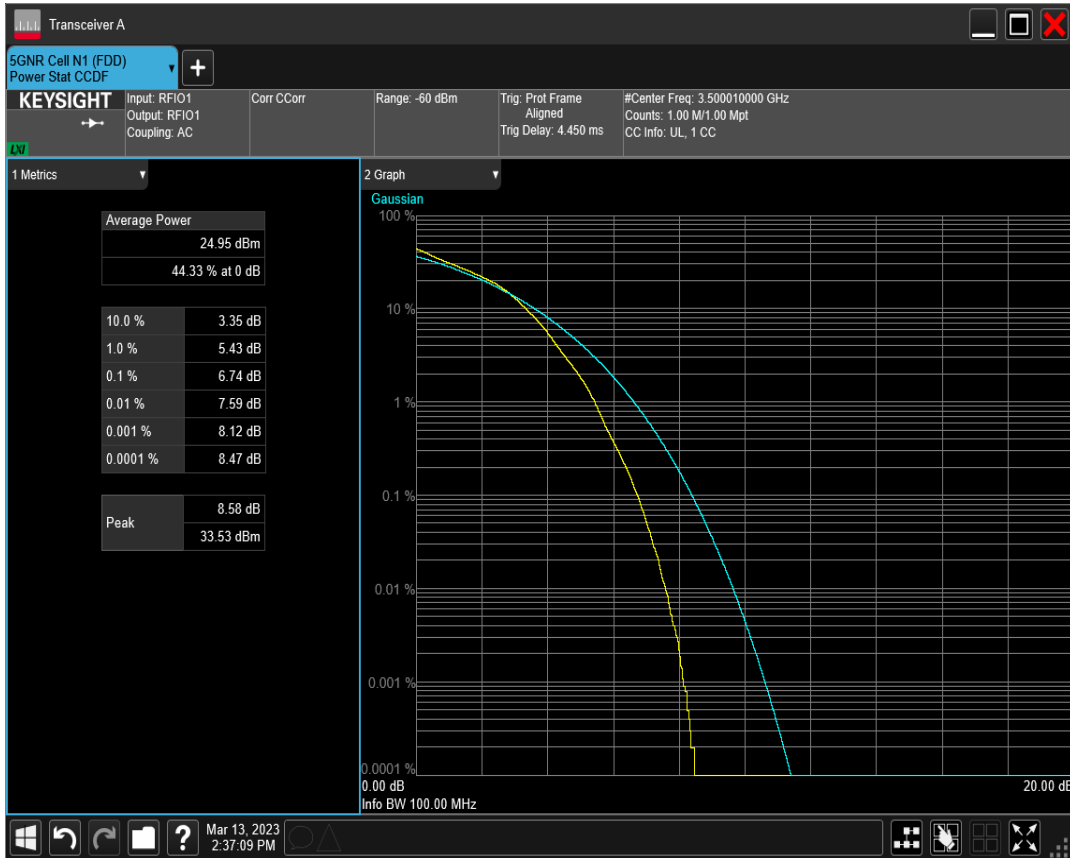 Transceiver A
5GNR Cell N1 (FDD)
Power Stat CCDF
+
KEYSIGHT
LXI
Input: RFIO1
Output: RFIO1
Coupling: AC
Corr CCorr
Range: -60 dBm
Trig: Prot Frame
Aligned
Trig Delay: 4.450 ms
#Center Freq: 3.500010000 GHz
Counts: 1.00 M/1.00 Mpt
CC Info: UL, 1 CC
1 Metrics
Average Power
24.95 dBm
44.33 % at 0 dB
10.0 % 3.35 dB
1.0 % 5.43 dB
0.1 % 6.74 dB
0.01 % 7.59 dB
0.001 % 8.12 dB
0.0001 % 8.47 dB
Peak 8.58 dB
33.53 dBm
2 Graph
Gaussian
100 %
10 %
1 %
0.1 %
0.01 %
0.001 %
0.0001 %
0.00 dB 20.00 dB
Info BW 100.00 MHz
?
Mar 13, 2023
2:37:09 PM